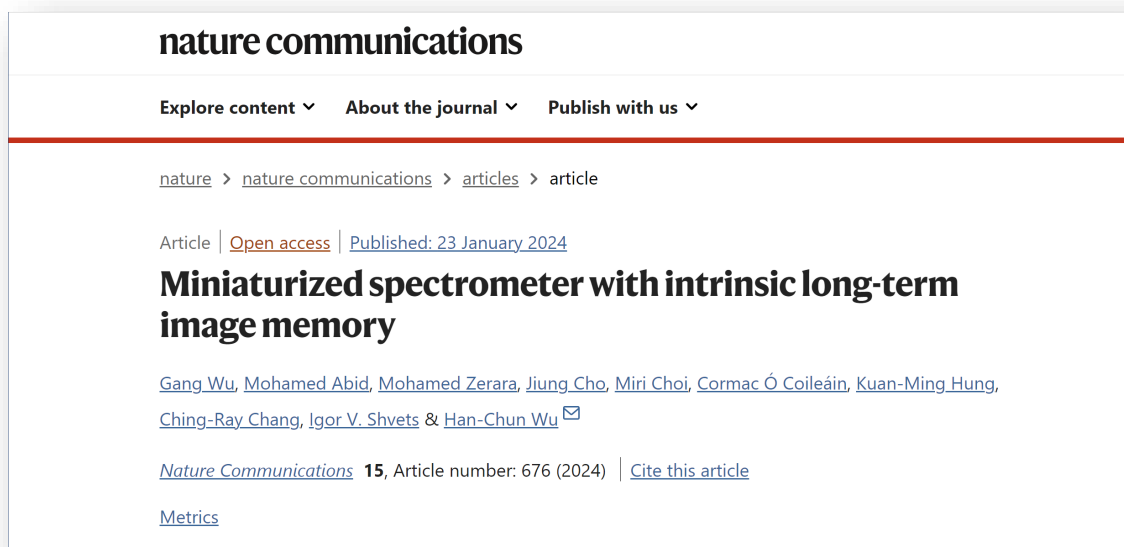 nature communications
Explore content About the journal Publish with us
nature > nature communications > articles > article
Article | Open access | Published: 23 January 2024
Miniaturized spectrometer with intrinsic long-term
image memory
Gang Wu, Mohamed Abid, Mohamed Zerara, Jiung Cho, Miri Choi, Cormac Ó Coileáin, Kuan-Ming Hung,
Ching-Ray Chang, Igor V. Shvets & Han-Chun Wu
Nature Communications 15, Article number: 676 (2024) | Cite this article
Metrics